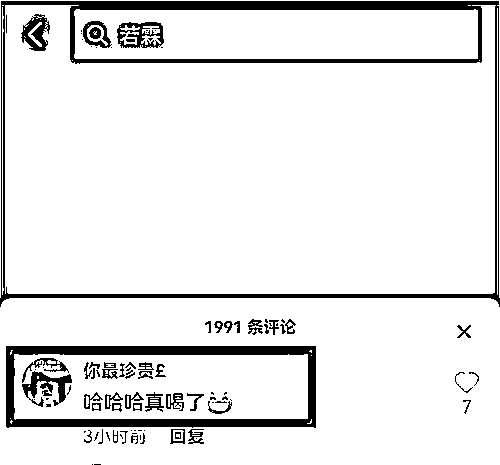 若霖
1991 条评论
你最珍贵£
哈哈哈真喝了😄
7
3小时前 回复